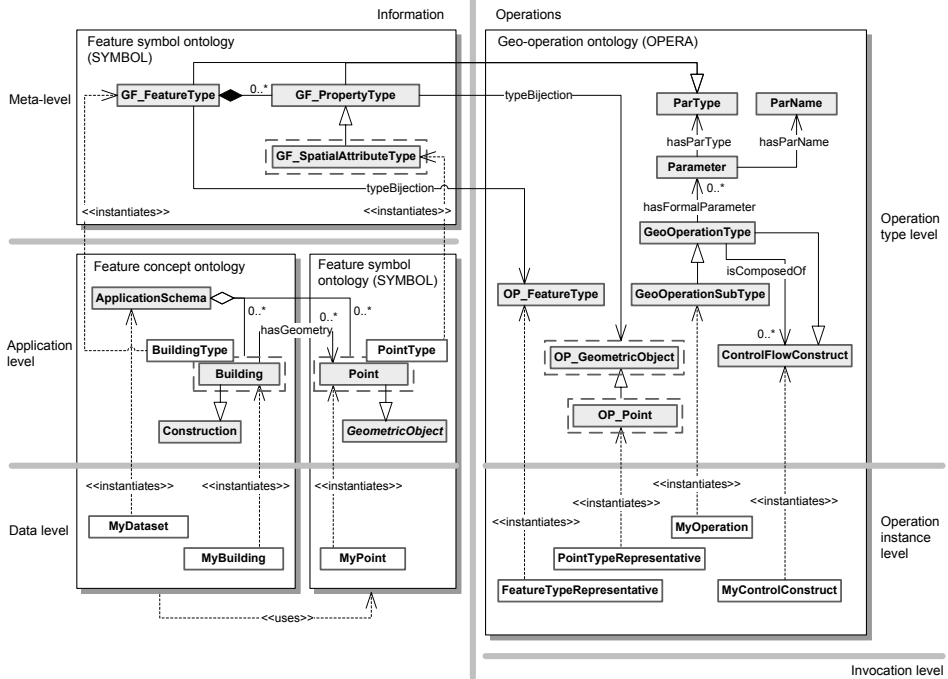 Information
Operations
Feature symbol ontology
(SYMBOL)
Geo-operation ontology (OPERA)
Meta-level
GF_FeatureType
0..*
GF_PropertyType
typeBijection
ParType
ParName
hasParType
hasParName
GF_SpatialAttributeType
Parameter
typeBijection
0..*
hasFormalParameter
<<instantiates>>
<<instantiates>>
GeoOperationType
Operation
type level
isComposedOf
Feature concept ontology
Feature symbol
ontology (SYMBOL)
ApplicationSchema
OP_FeatureType
GeoOperationSubType
0..*
0..*
0..*
hasGeometry
0..*
Application
level
BuildingType
PointType
OP_GeometricObject
ControlFlowConstruct
Building
Point
OP_Point
Construction
GeometricObject
<<instantiates>>
<<instantiates>>
<<instantiates>>
<<instantiates>>
<<instantiates>>
<<instantiates>>
<<instantiates>>
Data level
MyDataset
MyOperation
Operation
instance
level
MyBuilding
MyPoint
PointTypeRepresentative
FeatureTypeRepresentative
MyControlConstruct
<<uses>>
Invocation level